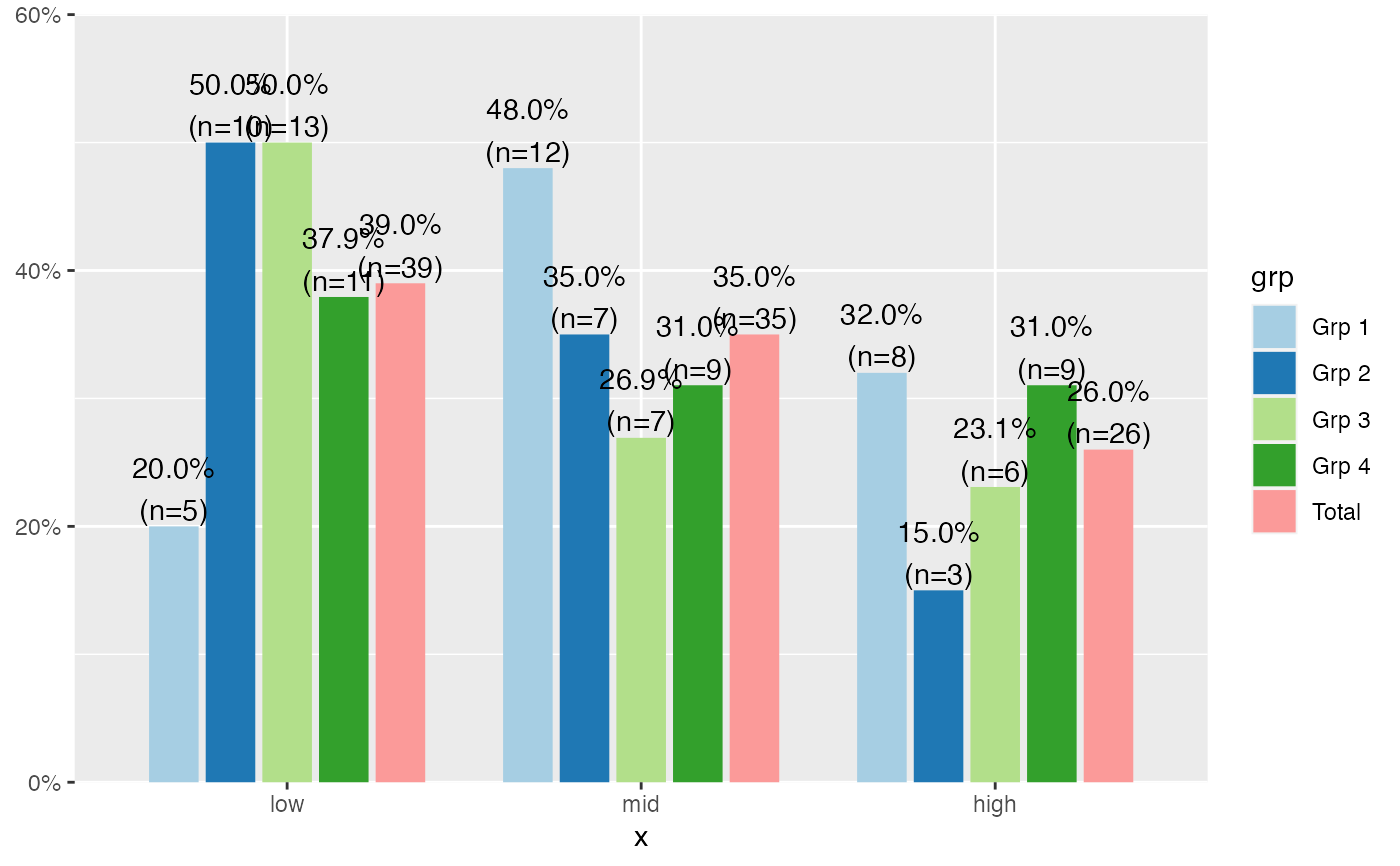 60%
40%
20%
0%
50.0%
(n=10)
50.0%
(n=13)
37.9%
(n=11)
39.0%
(n=39)
20.0%
(n=5)
48.0%
(n=12)
35.0%
(n=7)
26.9%
(n=7)
31.0%
(n=9)
35.0%
(n=35)
32.0%
(n=8)
15.0%
(n=3)
23.1%
(n=6)
31.0%
(n=9)
26.0%
(n=26)
low
mid
high
x
grp
Grp 1
Grp 2
Grp 3
Grp 4
Total